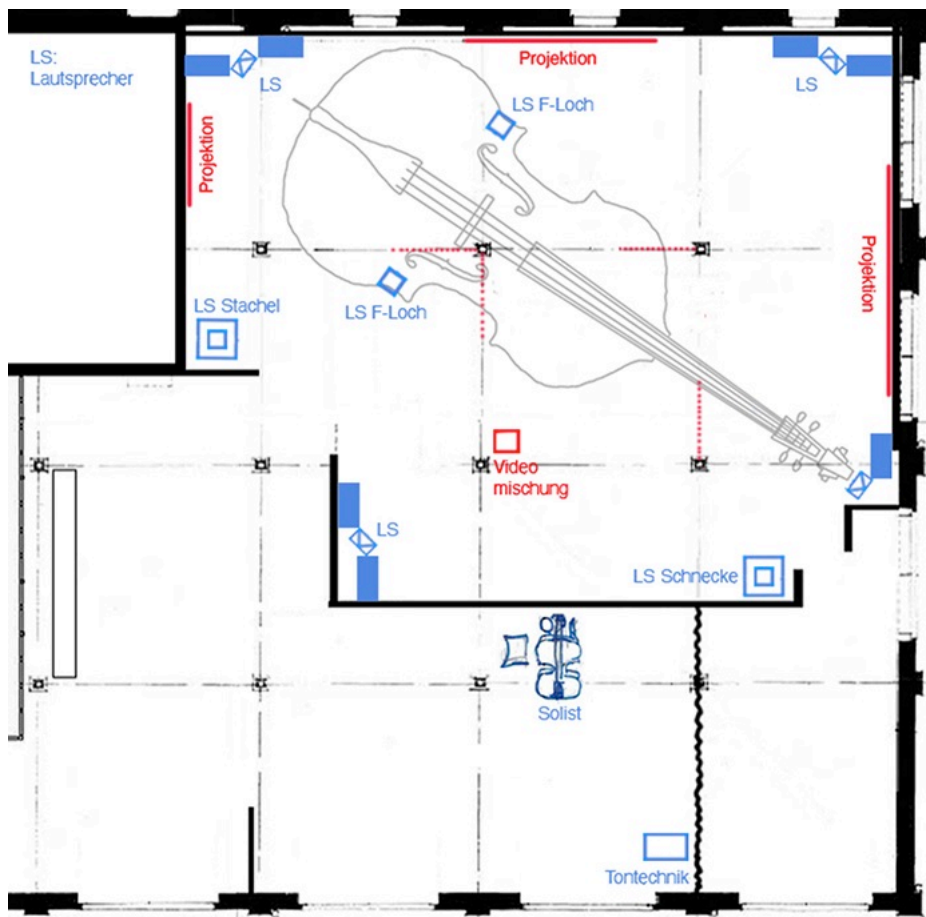 LS:
Lautsprecher
LS
Projektion
LS
LS F-Loch
Projektion
Projektion
LS Stachel
LS F-Loch
Video
mischung
LS
LS Schnecke
Solist
Tontechnik